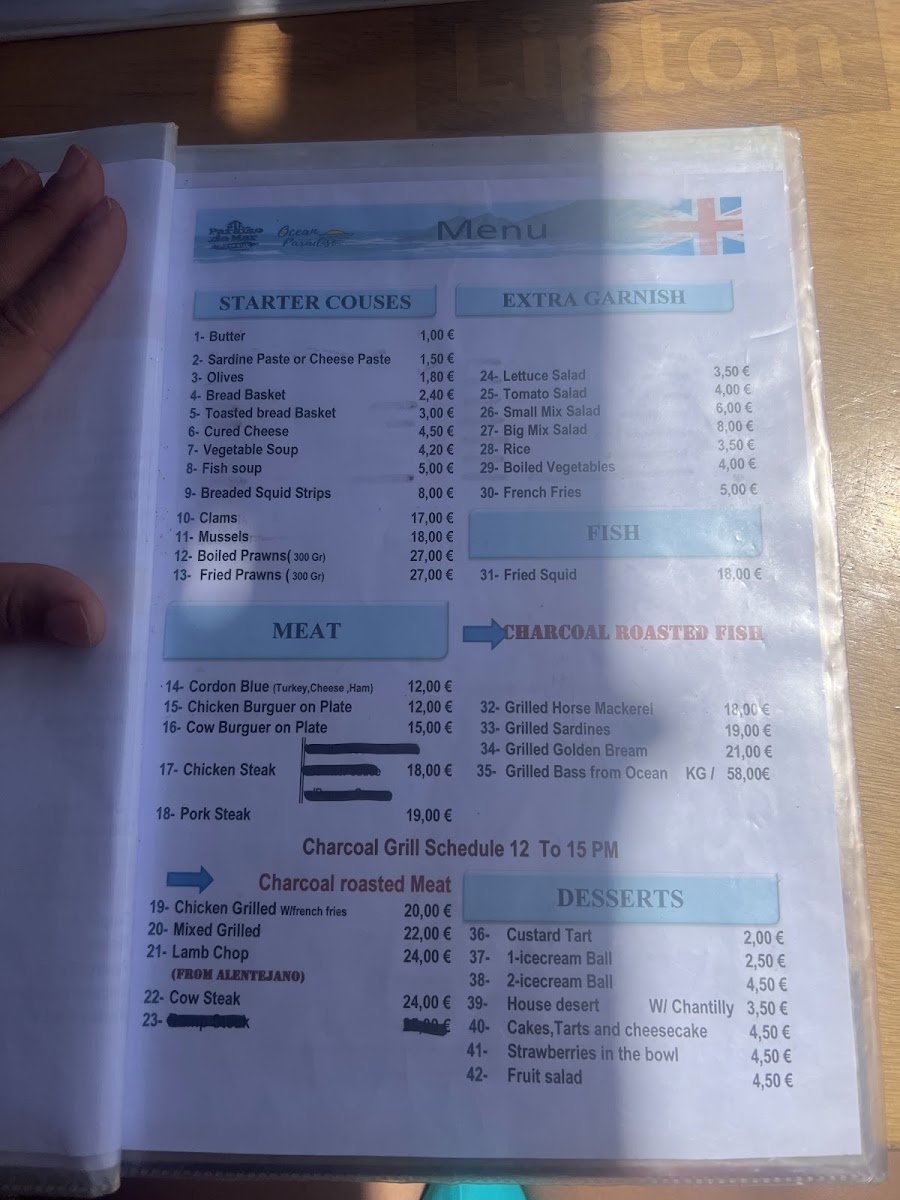 Lipton
Paraíso
do Mar
Ocean
Paradise
Menu
STARTER COUSES
1- Butter 1,00 €
2- Sardine Paste or Cheese Paste 1,50 €
3- Olives 1,80 €
4- Bread Basket 2,40 €
5- Toasted bread Basket 3,00 €
6- Cured Cheese 4,50 €
7- Vegetable Soup 4,20 €
8- Fish soup 5,00 €
9- Breaded Squid Strips 8,00 €
10- Clams 17,00 €
11- Mussels 18,00 €
12- Boiled Prawns( 300 Gr) 27,00 €
13- Fried Prawns ( 300 Gr) 27,00 €
MEAT
14- Cordon Blue (Turkey,Cheese ,Ham) 12,00 €
15- Chicken Burguer on Plate 12,00 €
16- Cow Burguer on Plate 15,00 €
17- Chicken Steak 18,00 €
18- Pork Steak 19,00 €
EXTRA GARNISH
24- Lettuce Salad 3,50 €
25- Tomato Salad 4,00 €
26- Small Mix Salad 6,00 €
27- Big Mix Salad 8,00 €
28- Rice 3,50 €
29- Boiled Vegetables 4,00 €
30- French Fries 5,00 €
FISH
31- Fried Squid 18,00 €
CHARCOAL ROASTED FISH
32- Grilled Horse Mackerel 18,00 €
33- Grilled Sardines 19,00 €
34- Grilled Golden Bream 21,00 €
35- Grilled Bass from Ocean KG / 58,00€
Charcoal Grill Schedule 12 To 15 PM
Charcoal roasted Meat
19- Chicken Grilled W/french fries 20,00 €
20- Mixed Grilled 22,00 €
21- Lamb Chop 24,00 €
(FROM ALENTEJANO)
22- Cow Steak 24,00 €
23- €
DESSERTS
36- Custard Tart 2,00 €
37- 1-icecream Ball 2,50 €
38- 2-icecream Ball 4,50 €
39- House desert W/ Chantilly 3,50 €
40- Cakes,Tarts and cheesecake 4,50 €
41- Strawberries in the bowl 4,50 €
42- Fruit salad 4,50 €